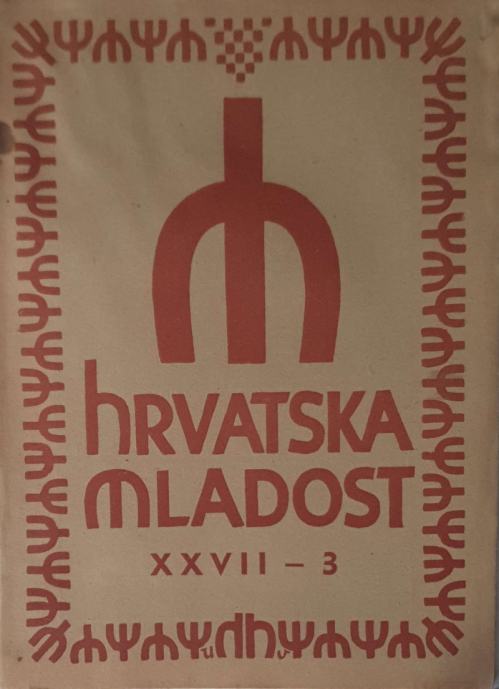 hRVATSKA
MLADOST
XXVII – 3